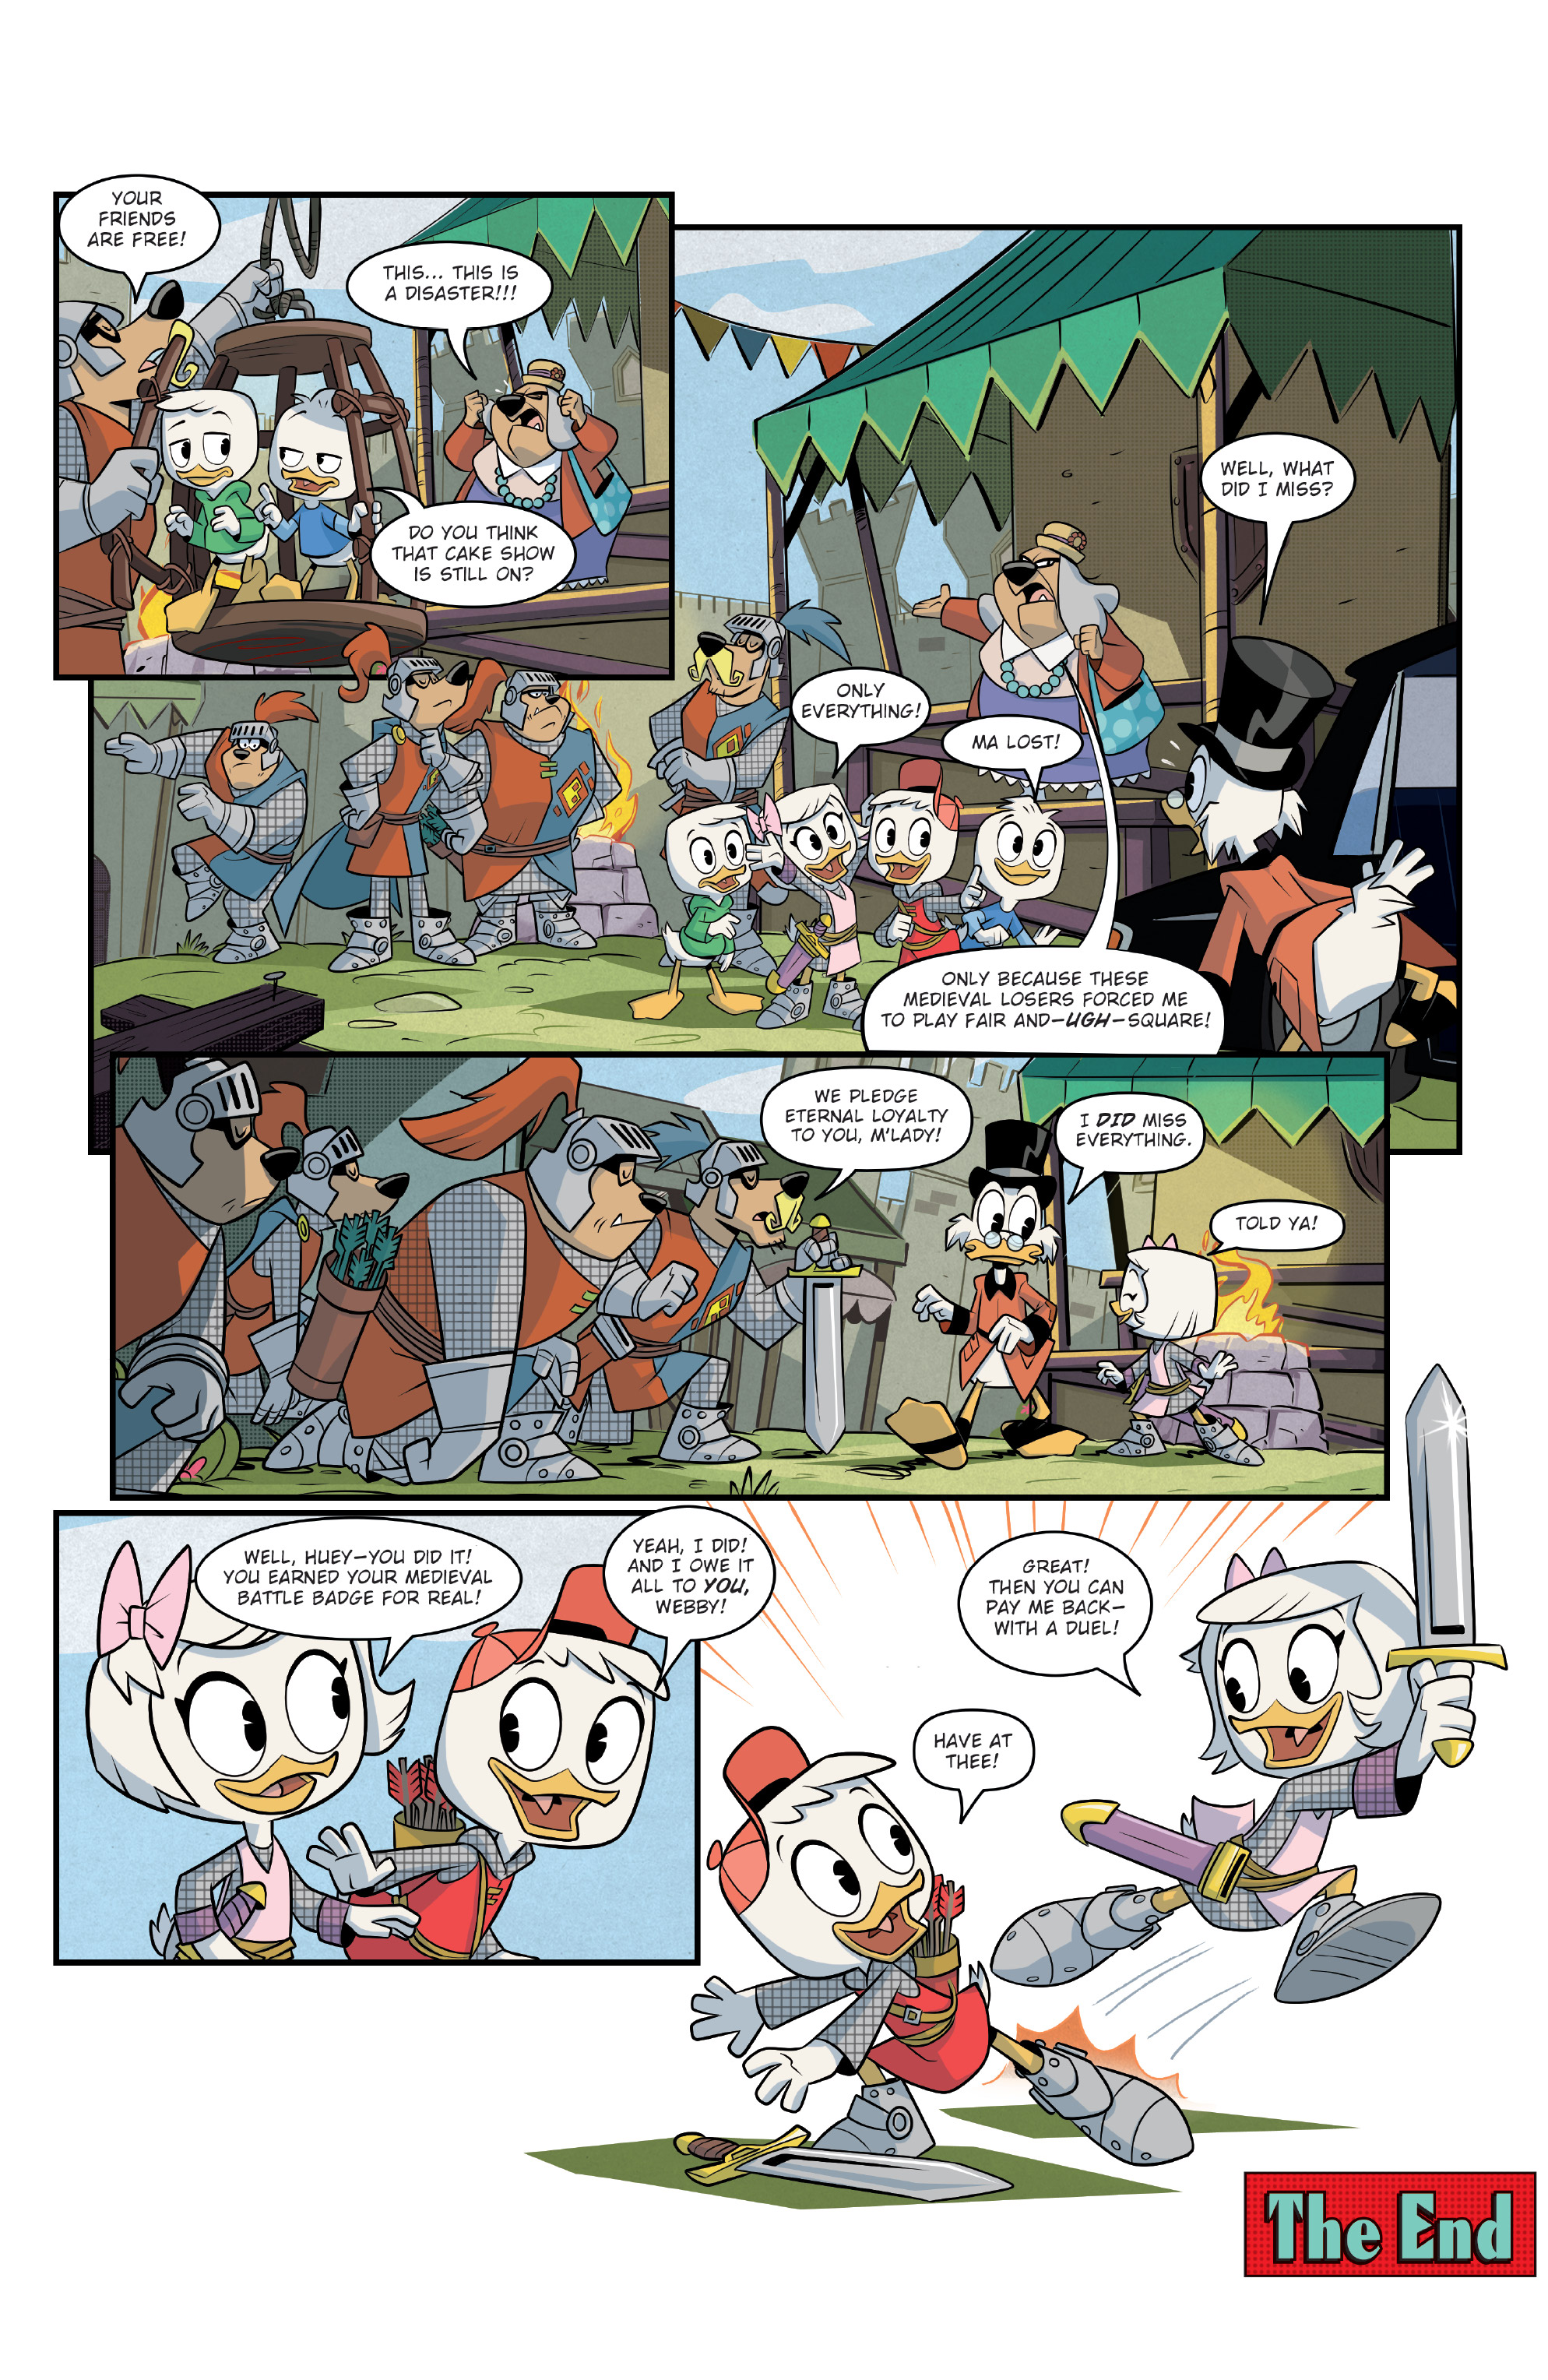 YOUR
FRIENDS
ARE FREE!
THIS... THIS IS
A DISASTER!!!
DO YOU THINK
THAT CAKE SHOW
IS STILL ON?
WELL, WHAT
DID I MISS?
ONLY
EVERYTHING!
MA LOST!
ONLY BECAUSE THESE
MEDIEVAL LOSERS FORCED ME
TO PLAY FAIR AND—UGH—SQUARE!
WE PLEDGE
ETERNAL LOYALTY
TO YOU, M'LADY!
I DID MISS
EVERYTHING.
TOLD YA!
WELL, HUEY—YOU DID IT!
YOU EARNED YOUR MEDIEVAL
BATTLE BADGE FOR REAL!
YEAH, I DID!
AND I OWE IT
ALL TO YOU,
WEBBY!
GREAT!
THEN YOU CAN
PAY ME BACK—
WITH A DUEL!
HAVE AT
THEE!
The End